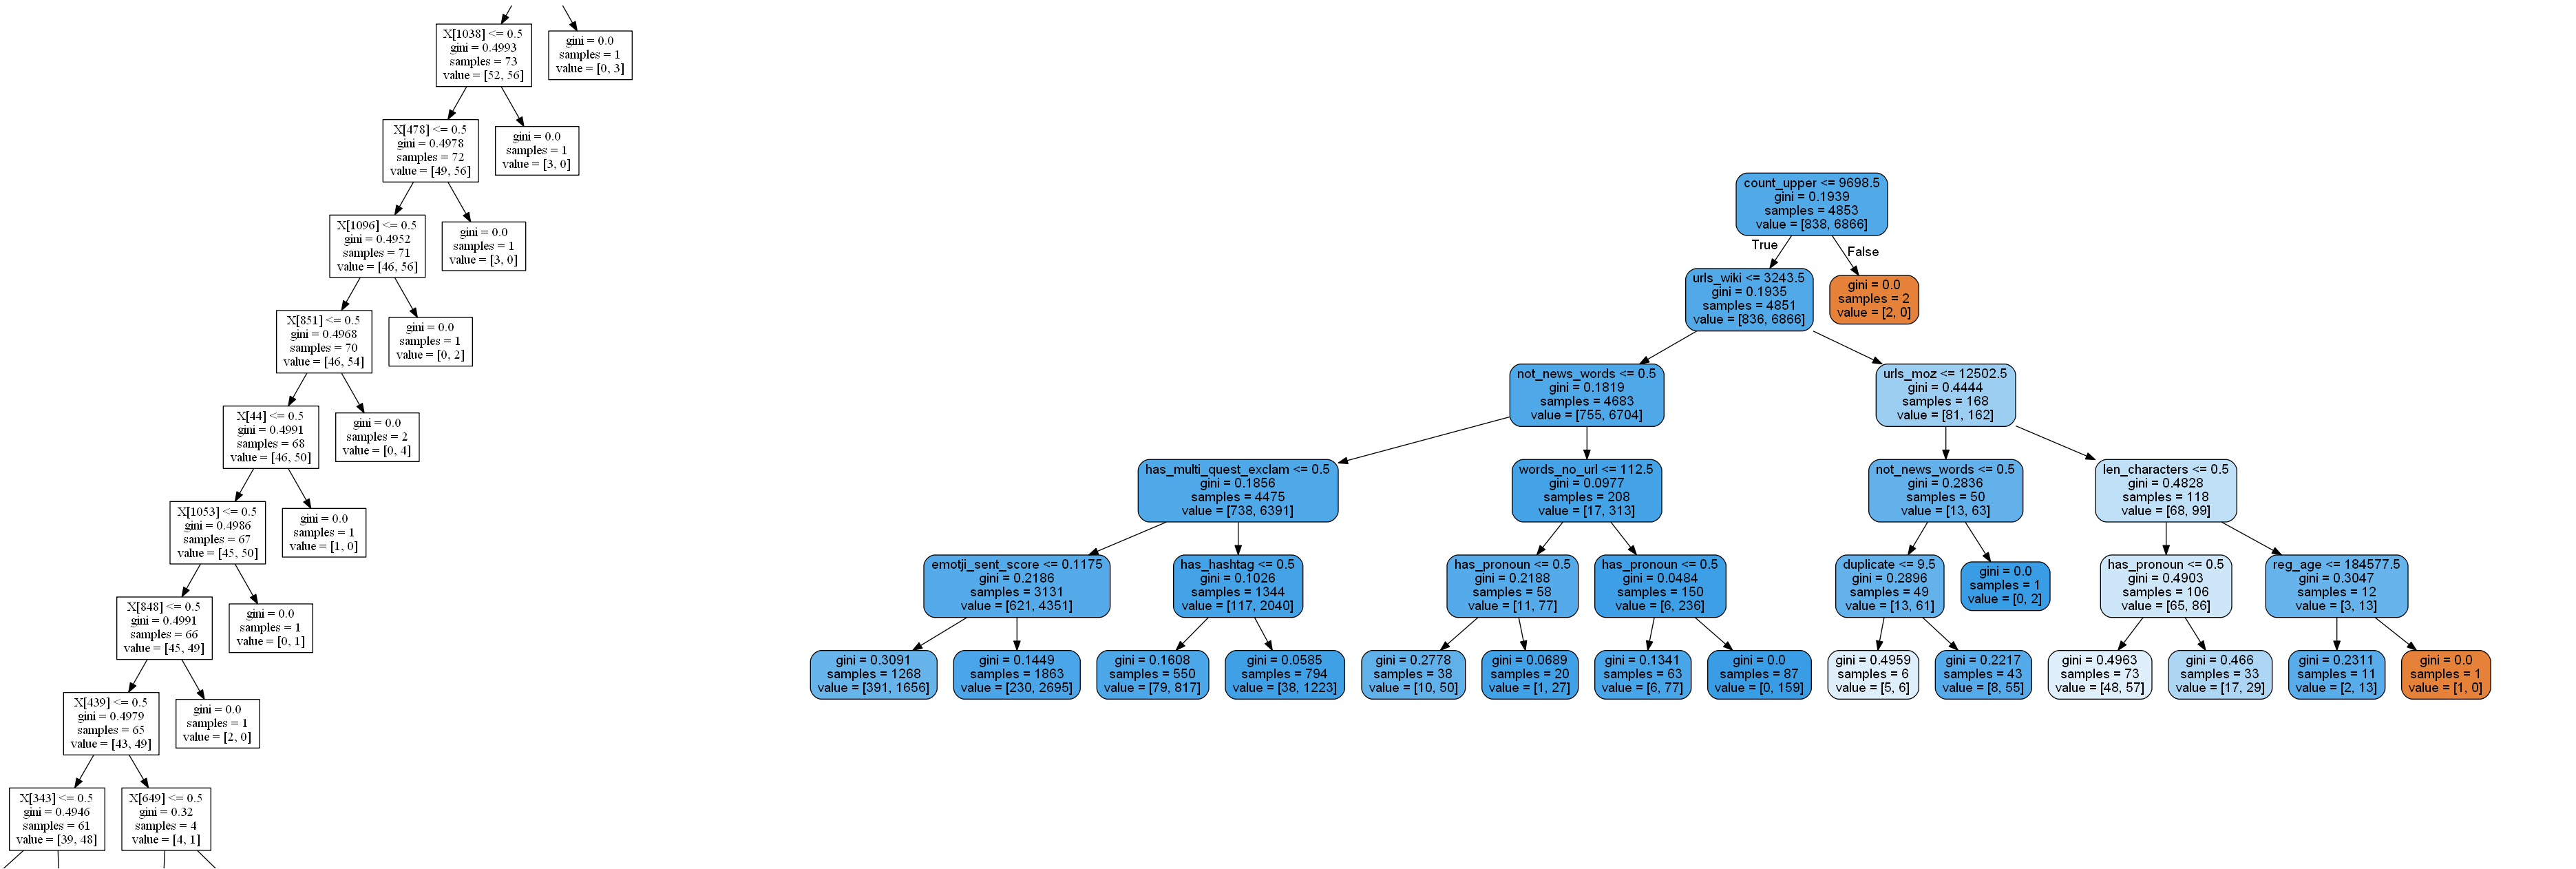 X[1038] <= 0.5
gini = 0.4993
samples = 73
value = [52, 56]
gini = 0.0
samples = 1
value = [0, 3]
X[478] <= 0.5
gini = 0.4978
samples = 72
value = [49, 56]
gini = 0.0
samples = 1
value = [3, 0]
X[1096] <= 0.5
gini = 0.4952
samples = 71
value = [46, 56]
gini = 0.0
samples = 1
value = [3, 0]
X[851] <= 0.5
gini = 0.4968
samples = 70
value = [46, 54]
gini = 0.0
samples = 1
value = [0, 2]
X[44] <= 0.5
gini = 0.4991
samples = 68
value = [46, 50]
gini = 0.0
samples = 2
value = [0, 4]
X[1053] <= 0.5
gini = 0.4986
samples = 67
value = [45, 50]
gini = 0.0
samples = 1
value = [1, 0]
X[848] <= 0.5
gini = 0.4991
samples = 66
value = [45, 49]
gini = 0.0
samples = 1
value = [0, 1]
X[439] <= 0.5
gini = 0.4979
samples = 65
value = [43, 49]
gini = 0.0
samples = 1
value = [2, 0]
X[343] <= 0.5
gini = 0.4946
samples = 61
value = [39, 48]
X[649] <= 0.5
gini = 0.32
samples = 4
value = [4, 1]
count_upper <= 9698.5
gini = 0.1939
samples = 4853
value = [838, 6866]
True
False
urls_wiki <= 3243.5
gini = 0.1935
samples = 4851
value = [836, 6866]
gini = 0.0
samples = 2
value = [2, 0]
not_news_words <= 0.5
gini = 0.1819
samples = 4683
value = [755, 6704]
urls_moz <= 12502.5
gini = 0.4444
samples = 168
value = [81, 162]
has_multi_quest_exclam <= 0.5
gini = 0.1856
samples = 4475
value = [738, 6391]
words_no_url <= 112.5
gini = 0.0977
samples = 208
value = [17, 313]
not_news_words <= 0.5
gini = 0.2836
samples = 50
value = [13, 63]
len_characters <= 0.5
gini = 0.4828
samples = 118
value = [68, 99]
emotji_sent_score <= 0.1175
gini = 0.2186
samples = 3131
value = [621, 4351]
has_hashtag <= 0.5
gini = 0.1026
samples = 1344
value = [117, 2040]
has_pronoun <= 0.5
gini = 0.2188
samples = 58
value = [11, 77]
has_pronoun <= 0.5
gini = 0.0484
samples = 150
value = [6, 236]
duplicate <= 9.5
gini = 0.2896
samples = 49
value = [13, 61]
gini = 0.0
samples = 1
value = [0, 2]
has_pronoun <= 0.5
gini = 0.4903
samples = 106
value = [65, 86]
reg_age <= 184577.5
gini = 0.3047
samples = 12
value = [3, 13]
gini = 0.3091
samples = 1268
value = [391, 1656]
gini = 0.1449
samples = 1863
value = [230, 2695]
gini = 0.1608
samples = 550
value = [79, 817]
gini = 0.0585
samples = 794
value = [38, 1223]
gini = 0.2778
samples = 38
value = [10, 50]
gini = 0.0689
samples = 20
value = [1, 27]
gini = 0.1341
samples = 63
value = [6, 77]
gini = 0.0
samples = 87
value = [0, 159]
gini = 0.4959
samples = 6
value = [5, 6]
gini = 0.2217
samples = 43
value = [8, 55]
gini = 0.4963
samples = 73
value = [48, 57]
gini = 0.466
samples = 33
value = [17, 29]
gini = 0.2311
samples = 11
value = [2, 13]
gini = 0.0
samples = 1
value = [1, 0]